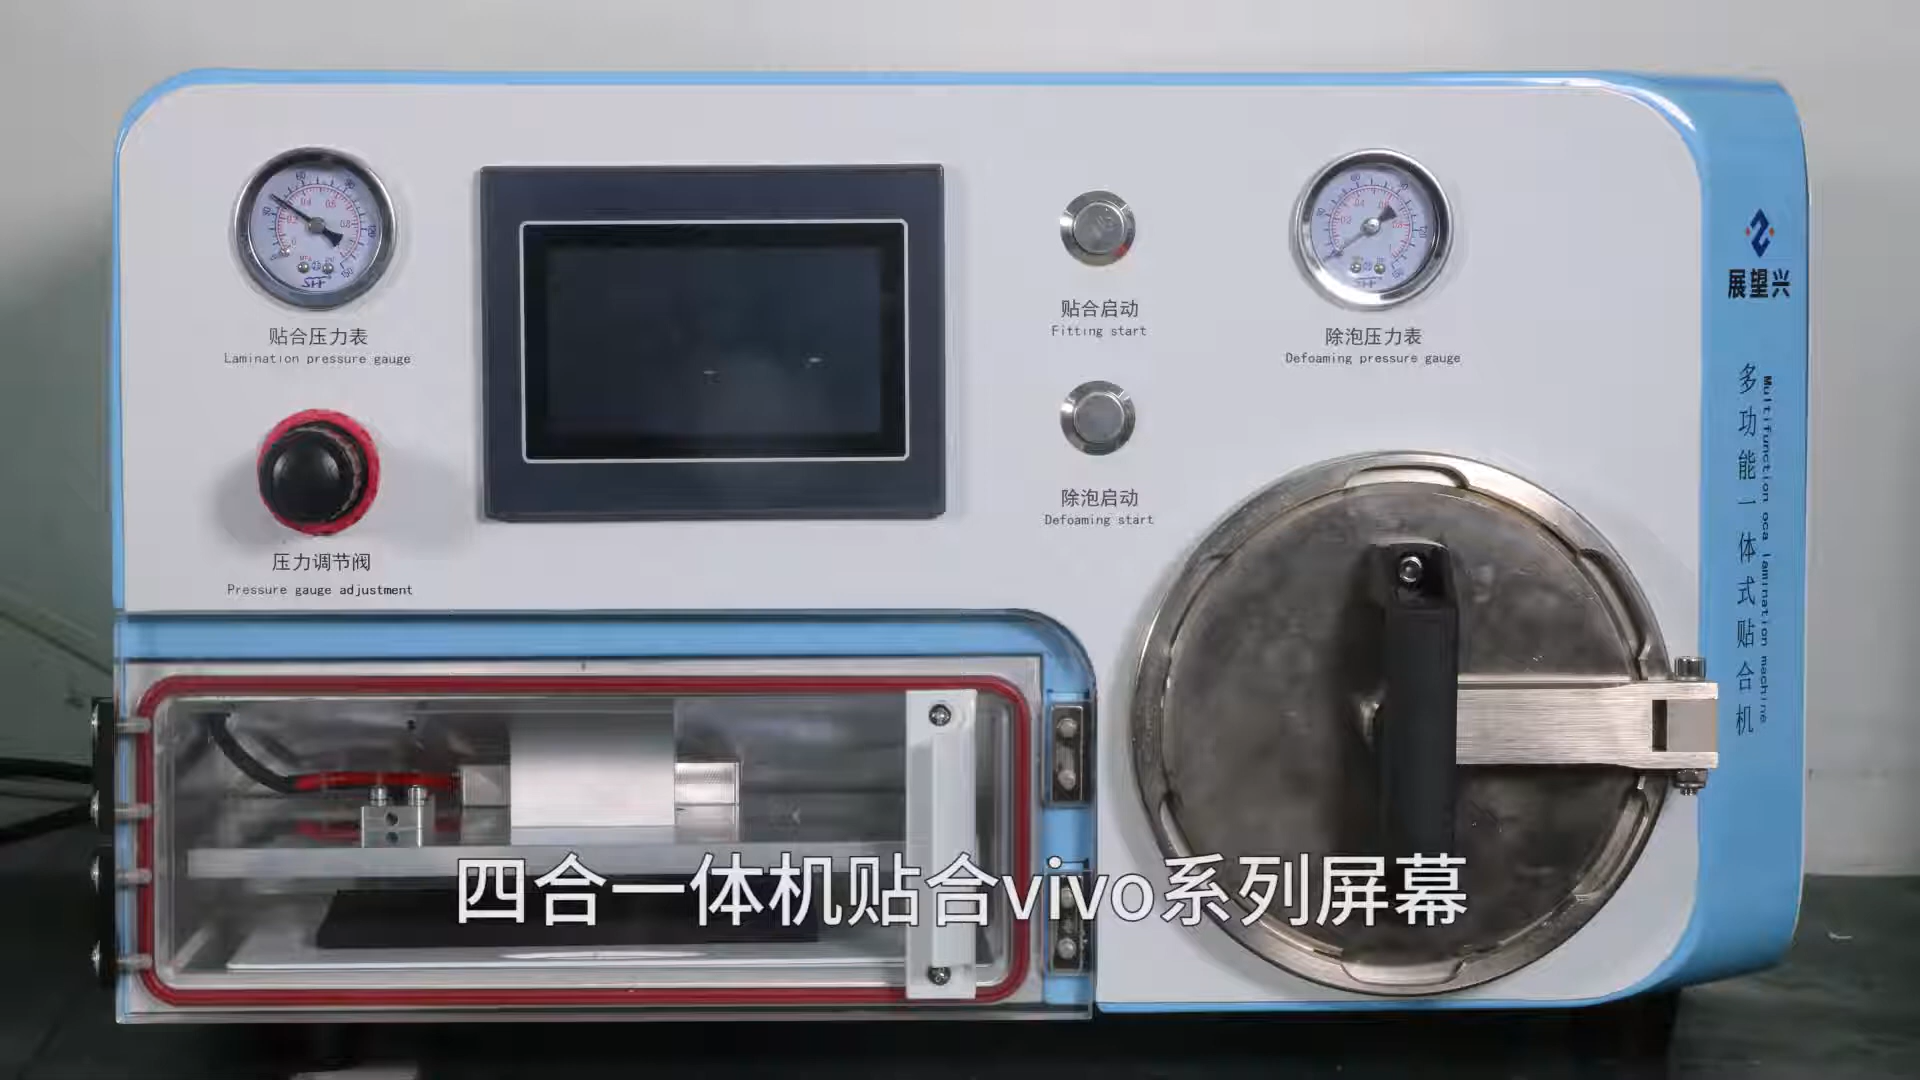 贴合压力表
Lamination pressure gauge
压力调节阀
Pressure gauge adjustment
贴合启动
Fitting start
除泡启动
Defoaming start
除泡压力表
Defoaming pressure gauge
展望兴
多功能一体式贴合机
Multifunction oca lamination machine
四合一体机贴合vivo系列屏幕